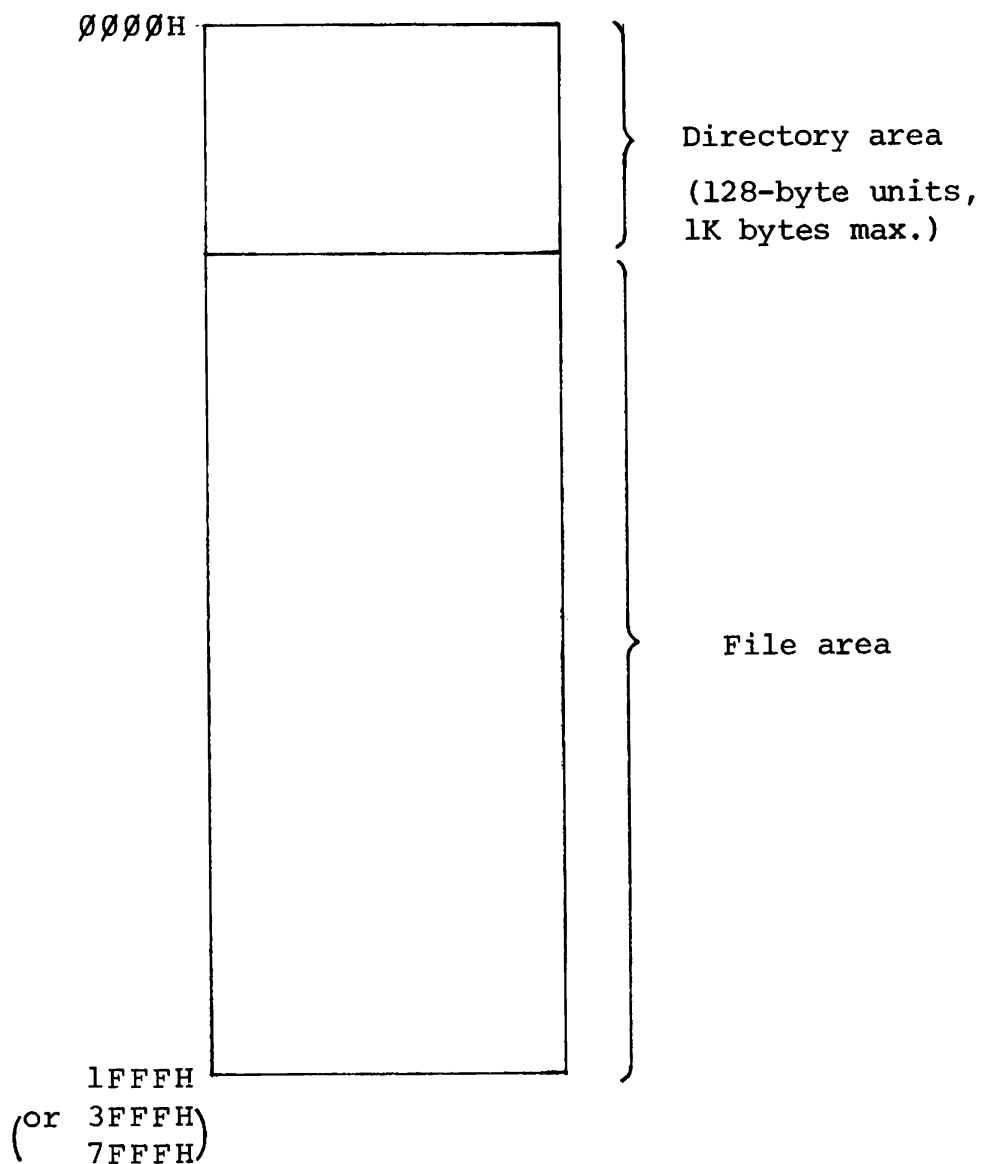 ØØØØH
Directory area
(128-byte units,
1K bytes max.)
File area
1FFFH
(or 3FFFH
7FFFH)